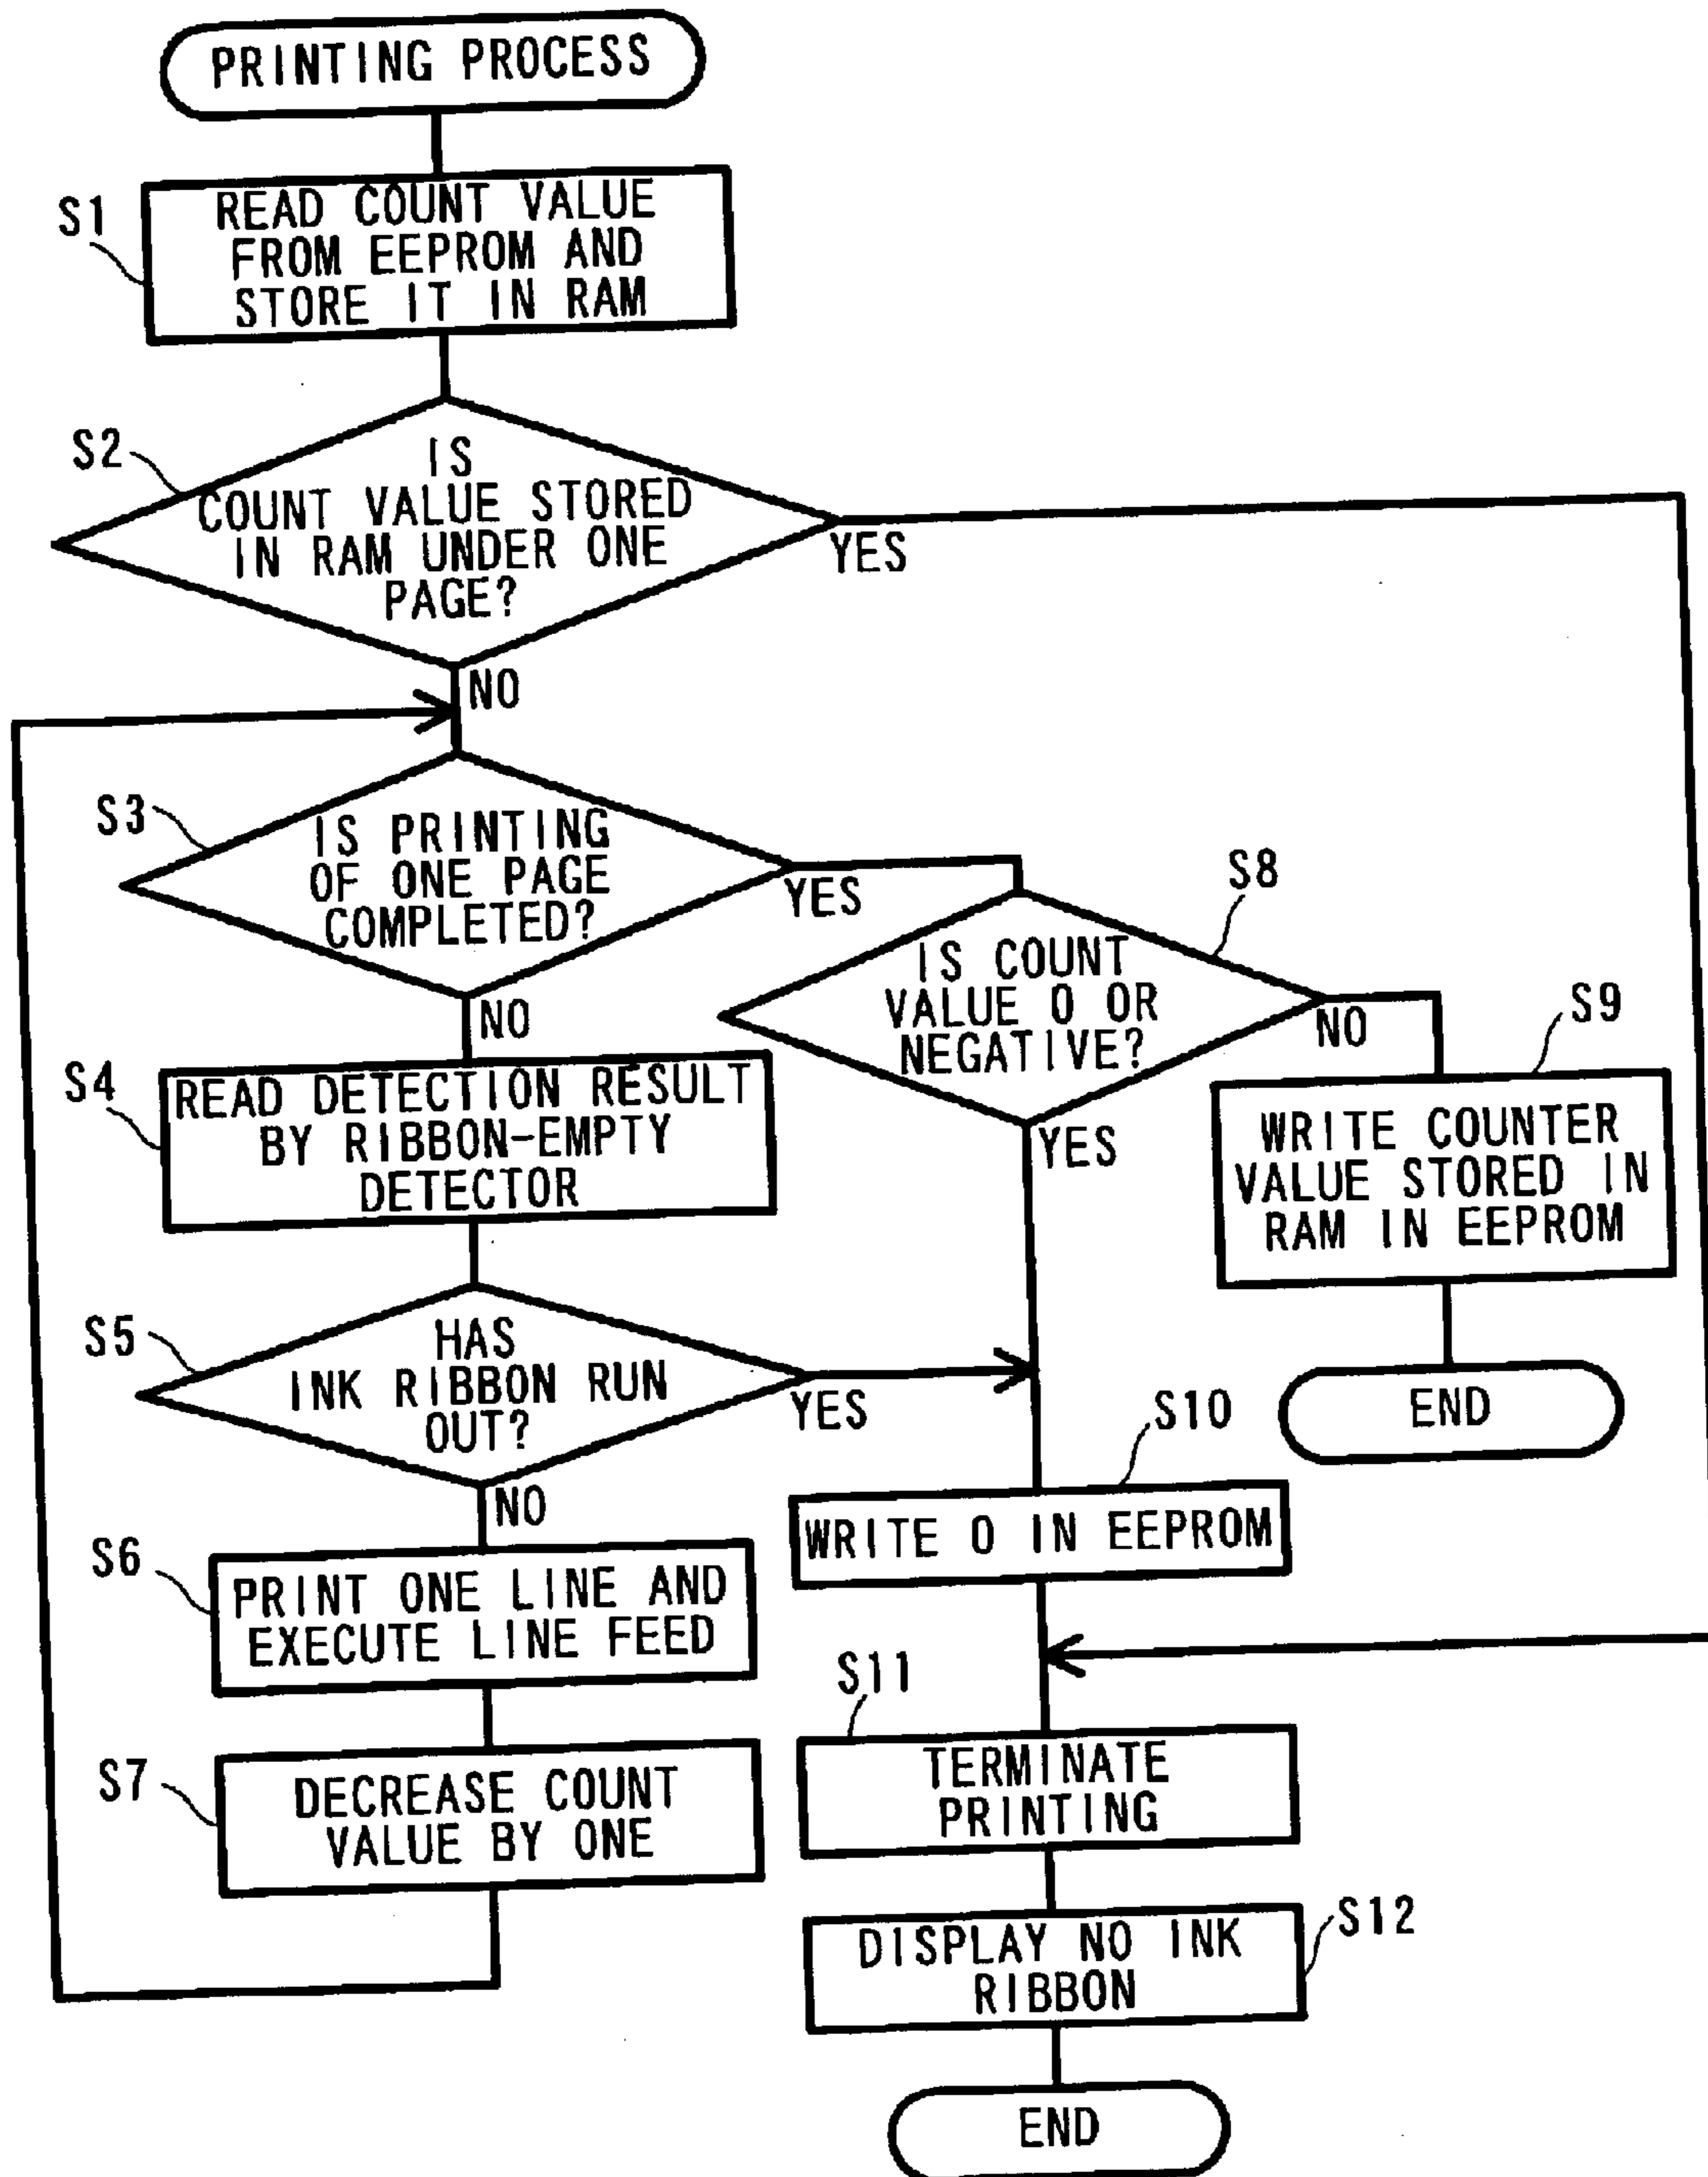 PRINTING PROCESS
S1
READ COUNT VALUE
FROM EEPROM AND
STORE IT IN RAM
S2
IS
COUNT VALUE STORED
IN RAM UNDER ONE
PAGE?
YES
NO
S3
IS PRINTING
OF ONE PAGE
COMPLETED?
YES
NO
S8
IS COUNT
VALUE 0 OR
NEGATIVE?
NO
YES
S9
WRITE COUNTER
VALUE STORED IN
RAM IN EEPROM
END
S4
READ DETECTION RESULT
BY RIBBON-EMPTY
DETECTOR
S5
HAS
INK RIBBON RUN
OUT?
YES
NO
S10
WRITE 0 IN EEPROM
S6
PRINT ONE LINE AND
EXECUTE LINE FEED
S11
TERMINATE
PRINTING
S7
DECREASE COUNT
VALUE BY ONE
S12
DISPLAY NO INK
RIBBON
END